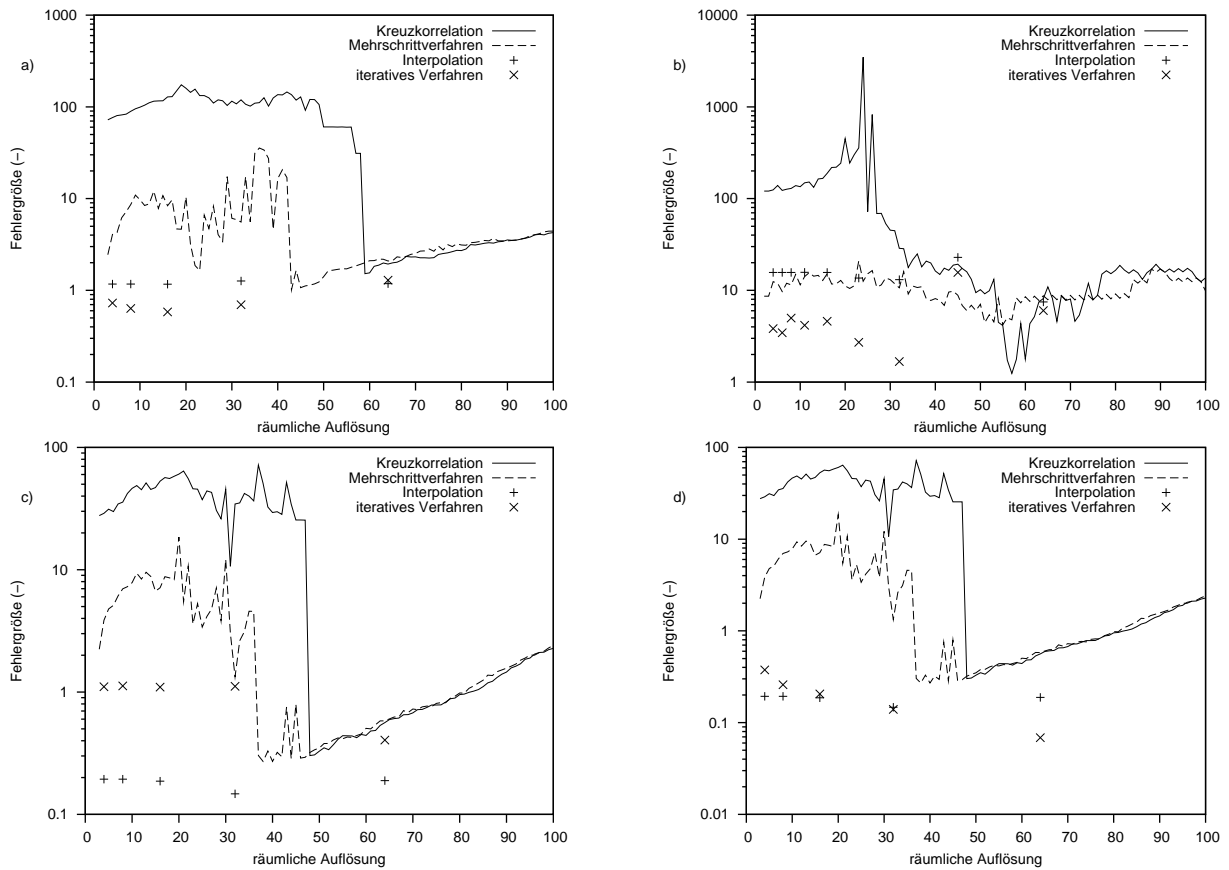 a)
1000
100
10
1
0.1
Fehlergröße (−)
Kreuzkorrelation
Mehrschrittverfahren
Interpolation
iteratives Verfahren
0 10 20 30 40 50 60 70 80 90 100
räumliche Auflösung
b)
10000
1000
100
10
1
Fehlergröße (−)
Kreuzkorrelation
Mehrschrittverfahren
Interpolation
iteratives Verfahren
0 10 20 30 40 50 60 70 80 90 100
räumliche Auflösung
c)
100
10
1
0.1
Fehlergröße (−)
Kreuzkorrelation
Mehrschrittverfahren
Interpolation
iteratives Verfahren
0 10 20 30 40 50 60 70 80 90 100
räumliche Auflösung
d)
100
10
1
0.1
0.01
Fehlergröße (−)
Kreuzkorrelation
Mehrschrittverfahren
Interpolation
iteratives Verfahren
0 10 20 30 40 50 60 70 80 90 100
räumliche Auflösung